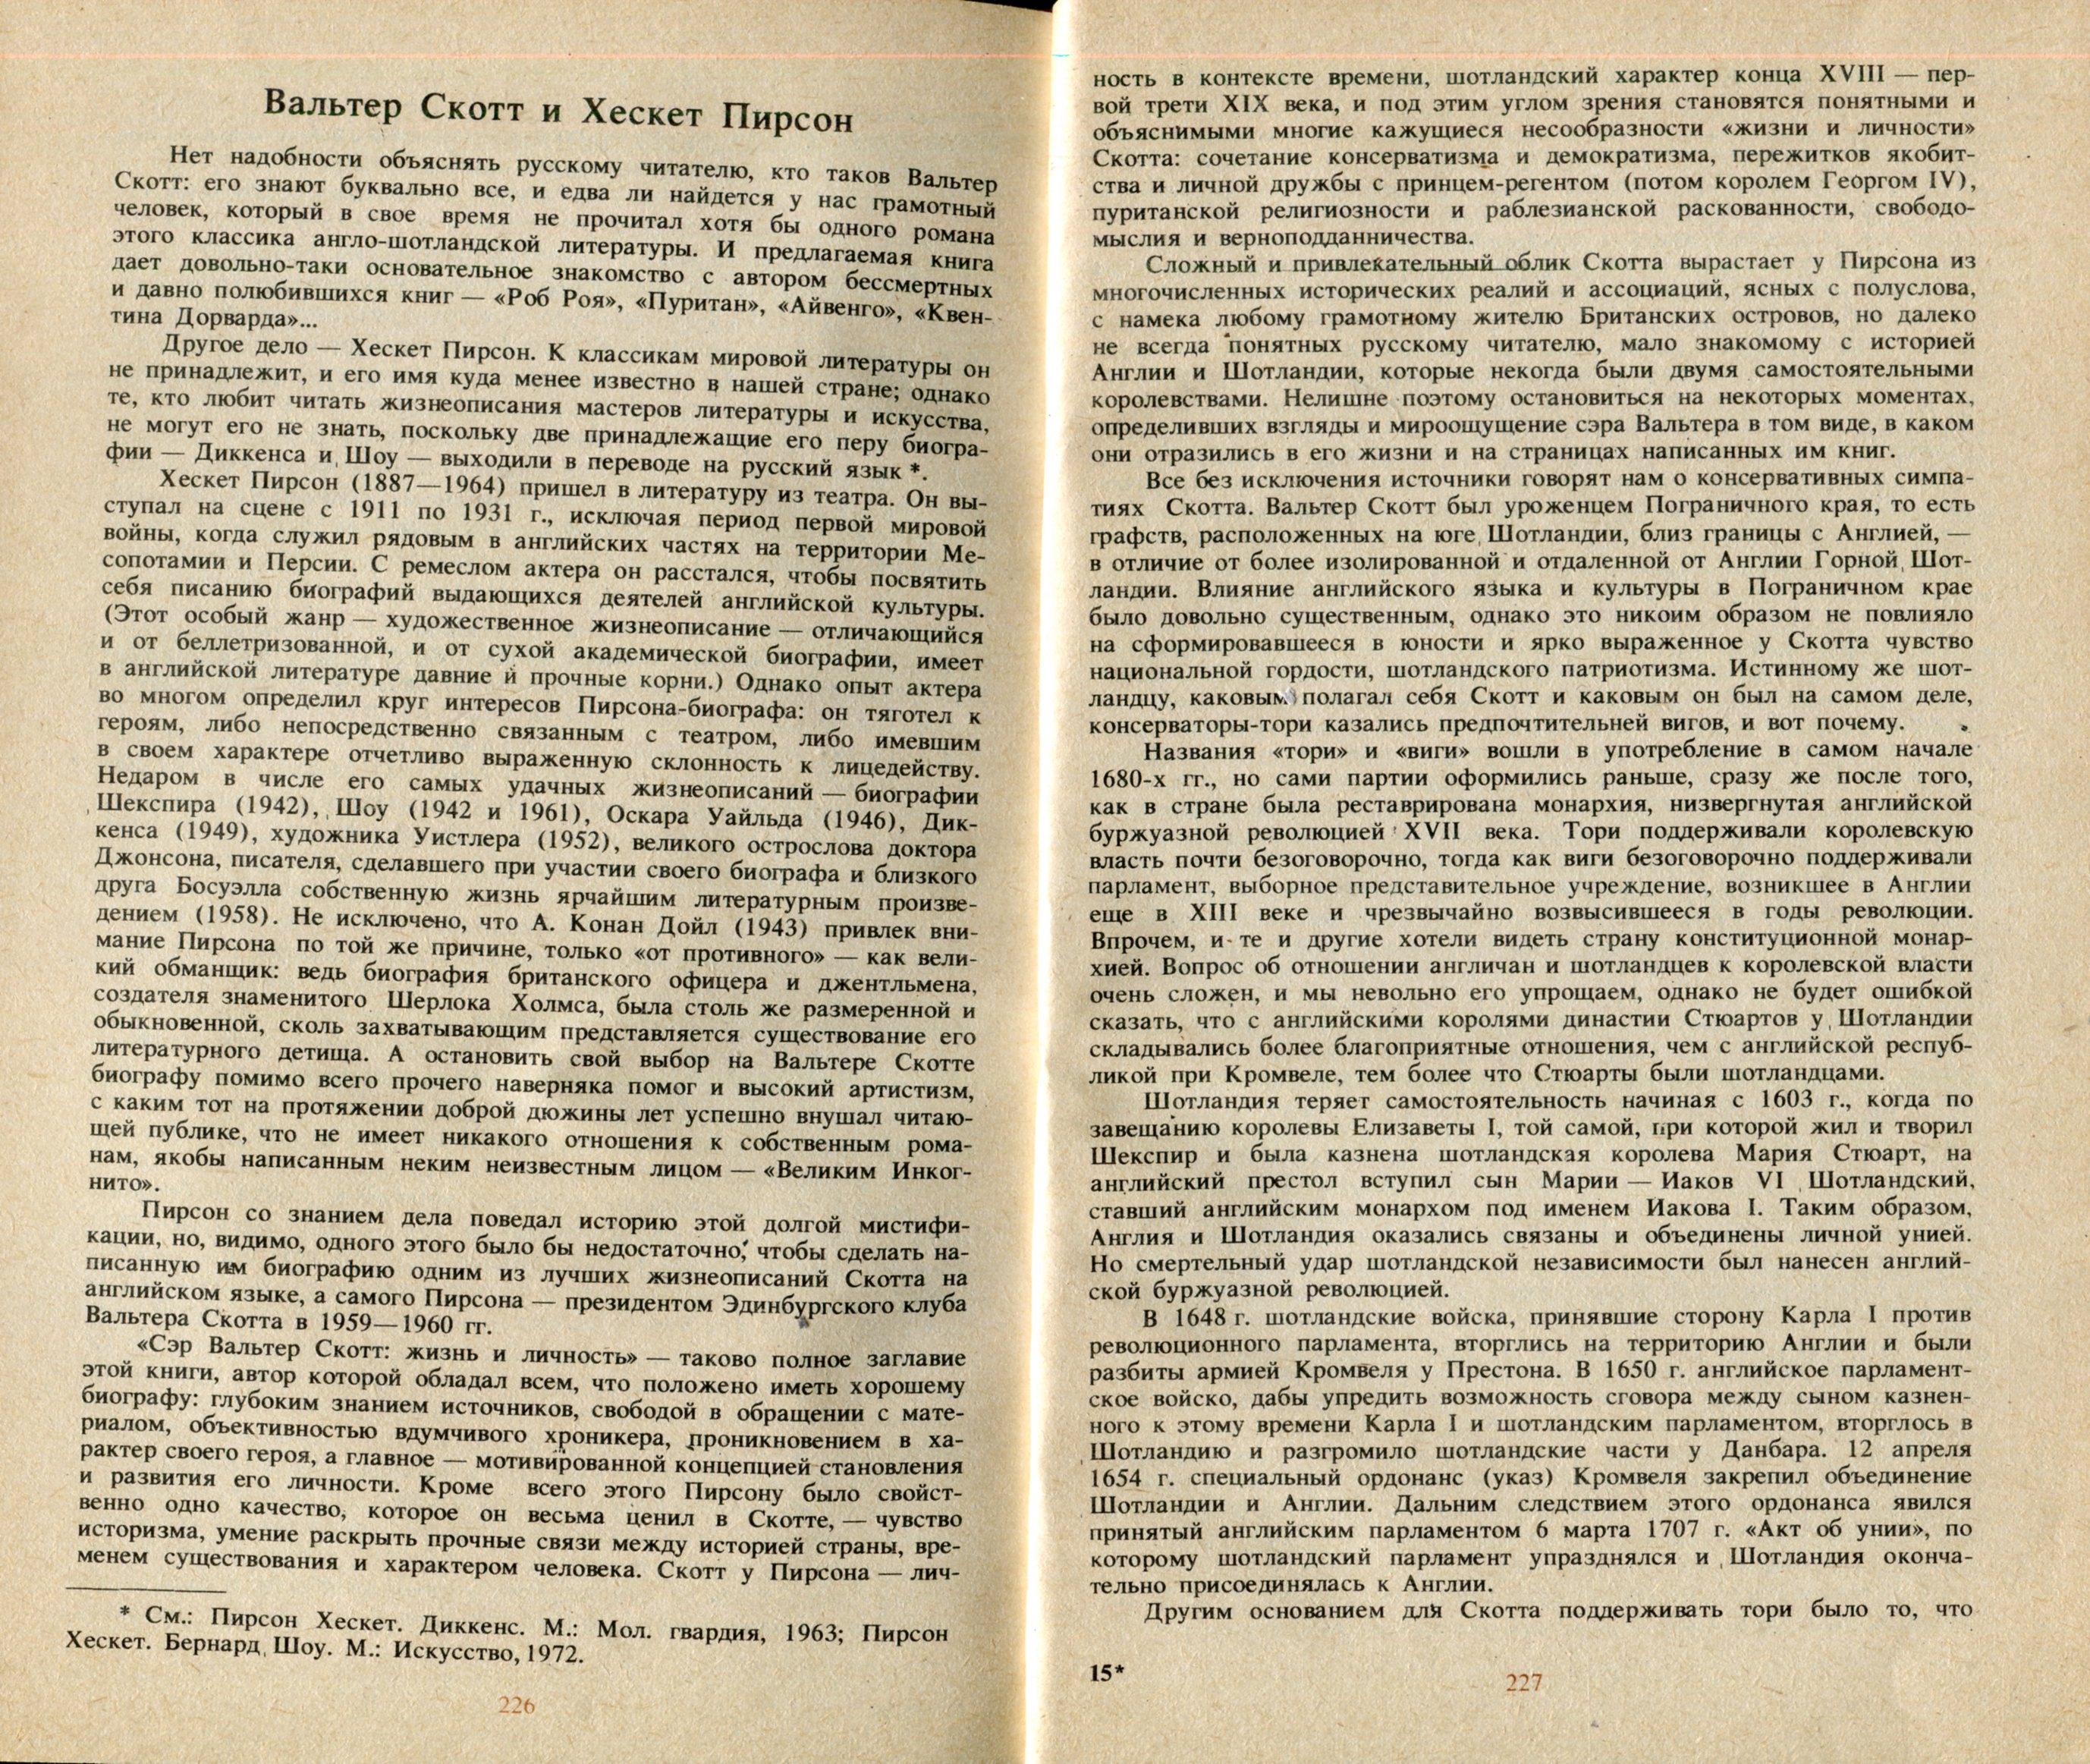 Вальтер Скотт и Хескет Пирсон
Нет надобности объяснять русскому читателю, кто таков Вальтер
Скотт: его знают буквально все, и едва ли найдется у нас грамотный
человек, который в свое время не прочитал хотя бы одного романа
этого классика англо-шотландской литературы. И предлагаемая книга
дает довольно-таки основательное знакомство с автором бессмертных
и давно полюбившихся книг — «Роб Роя», «Пуритан», «Айвенго», «Квен-
тина Дорварда»...
Другое дело — Хескет Пирсон. К классикам мировой литературы он
не принадлежит, и его имя куда менее известно в нашей стране; однако
те, кто любит читать жизнеописания мастеров литературы и искусства,
не могут его не знать, поскольку две принадлежащие его перу биогра-
фии — Диккенса и Шоу — выходили в переводе на русский язык *.
Хескет Пирсон (1887—1964) пришел в литературу из театра. Он вы-
ступал на сцене с 1911 по 1931 г., исключая период первой мировой
войны, когда служил рядовым в английских частях на территории Ме-
сопотамии и Персии. С ремеслом актера он расстался, чтобы посвятить
себя писанию биографий выдающихся деятелей английской культуры.
(Этот особый жанр — художественное жизнеописание — отличающийся
и от беллетризованной, и от сухой академической биографии, имеет
в английской литературе давние и прочные корни.) Однако опыт актера
во многом определил круг интересов Пирсона-биографа: он тяготел к
героям, либо непосредственно связанным с театром, либо имевшим
в своем характере отчетливо выраженную склонность к лицедейству.
Недаром в числе его самых удачных жизнеописаний — биографии
Шекспира (1942), Шоу (1942 и 1961), Оскара Уайльда (1946), Дик-
кенса (1949), художника Уистлера (1952), великого острослова доктора
Джонсона, писателя, сделавшего при участии своего биографа и близкого
друга Босуэлла собственную жизнь ярчайшим литературным произве-
дением (1958). Не исключено, что А. Конан Дойл (1943) привлек вни-
мание Пирсона по той же причине, только «от противного» — как вели-
кий обманщик: ведь биография британского офицера и джентльмена,
создателя знаменитого Шерлока Холмса, была столь же размеренной и
обыкновенной, сколь захватывающим представляется существование его
литературного детища. А остановить свой выбор на Вальтере Скотте
биографу помимо всего прочего наверняка помог и высокий артистизм,
с каким тот на протяжении доброй дюжины лет успешно внушал читаю-
щей публике, что не имеет никакого отношения к собственным рома-
нам, якобы написанным неким неизвестным лицом — «Великим Инког-
нито».
Пирсон со знанием дела поведал историю этой долгой мистифи-
кации, но, видимо, одного этого было бы недостаточно, чтобы сделать на-
писанную им биографию одним из лучших жизнеописаний Скотта на
английском языке, а самого Пирсона — президентом Эдинбургского клуба
Вальтера Скотта в 1959—1960 гг.
«Сэр Вальтер Скотт: жизнь и личность» — таково полное заглавие
этой книги, автор которой обладал всем, что положено иметь хорошему
биографу: глубоким знанием источников, свободой в обращении с мате-
риалом, объективностью вдумчивого хроникера, проникновением в ха-
рактер своего героя, а главное — мотивированной концепцией становления
и развития его личности. Кроме всего этого Пирсону было свойст-
венно одно качество, которое он весьма ценил в Скотте, — чувство
историзма, умение раскрыть прочные связи между историей страны, вре-
менем существования и характером человека. Скотт у Пирсона — лич-
* См.: Пирсон Хескет. Диккенс. М.: Мол. гвардия, 1963; Пирсон
Хескет. Бернард Шоу. М.: Искусство, 1972.
226
ность в контексте времени, шотландский характер конца XVIII — пер-
вой трети XIX века, и под этим углом зрения становятся понятными и
объяснимыми многие кажущиеся несообразности «жизни и личности»
Скотта: сочетание консерватизма и демократизма, пережитков якобит-
ства и личной дружбы с принцем-регентом (потом королем Георгом IV),
пуританской религиозности и раблезианской раскованности, свободо-
мыслия и верноподданничества.
Сложный и привлекательный облик Скотта вырастает у Пирсона из
многочисленных исторических реалий и ассоциаций, ясных с полуслова,
с намека любому грамотному жителю Британских островов, но далеко
не всегда понятных русскому читателю, мало знакомому с историей
Англии и Шотландии, которые некогда были двумя самостоятельными
королевствами. Нелишне поэтому остановиться на некоторых моментах,
определивших взгляды и мироощущение сэра Вальтера в том виде, в каком
они отразились в его жизни и на страницах написанных им книг.
Все без исключения источники говорят нам о консервативных симпа-
тиях Скотта. Вальтер Скотт был уроженцем Пограничного края, то есть
графств, расположенных на юге Шотландии, близ границы с Англией, —
в отличие от более изолированной и отдаленной от Англии Горной Шот-
ландии. Влияние английского языка и культуры в Пограничном крае
было довольно существенным, однако это никоим образом не повлияло
на сформировавшееся в юности и ярко выраженное у Скотта чувство
национальной гордости, шотландского патриотизма. Истинному же шот-
ландцу, каковым полагал себя Скотт и каковым он был на самом деле,
консерваторы-тори казались предпочтительней вигов, и вот почему.
Названия «тори» и «виги» вошли в употребление в самом начале
1680-х гг., но сами партии оформились раньше, сразу же после того,
как в стране была реставрирована монархия, низвергнутая английской
буржуазной революцией XVII века. Тори поддерживали королевскую
власть почти безоговорочно, тогда как виги безоговорочно поддерживали
парламент, выборное представительное учреждение, возникшее в Англии
еще в XIII веке и чрезвычайно возвысившееся в годы революции.
Впрочем, и те и другие хотели видеть страну конституционной монар-
хией. Вопрос об отношении англичан и шотландцев к королевской власти
очень сложен, и мы невольно его упрощаем, однако не будет ошибкой
сказать, что с английскими королями династии Стюартов у Шотландии
складывались более благоприятные отношения, чем с английской респуб-
ликой при Кромвеле, тем более что Стюарты были шотландцами.
Шотландия теряет самостоятельность начиная с 1603 г., когда по
завещанию королевы Елизаветы I, той самой, при которой жил и творил
Шекспир и была казнена шотландская королева Мария Стюарт, на
английский престол вступил сын Марии — Иаков VI Шотландский,
ставший английским монархом под именем Иакова I. Таким образом,
Англия и Шотландия оказались связаны и объединены личной унией.
Но смертельный удар шотландской независимости был нанесен англий-
ской буржуазной революцией.
В 1648 г. шотландские войска, принявшие сторону Карла I против
революционного парламента, вторглись на территорию Англии и были
разбиты армией Кромвеля у Престона. В 1650 г. английское парламент-
ское войско, дабы упредить возможность сговора между сыном казнен-
ного к этому времени Карла I и шотландским парламентом, вторглось в
Шотландию и разгромило шотландские части у Данбара. 12 апреля
1654 г. специальный ордонанс (указ) Кромвеля закрепил объединение
Шотландии и Англии. Дальним следствием этого ордонанса явился
принятый английским парламентом 6 марта 1707 г. «Акт об унии», по
которому шотландский парламент упразднялся и Шотландия оконча-
тельно присоединялась к Англии.
Другим основанием для Скотта поддерживать тори было то, что
15*
227